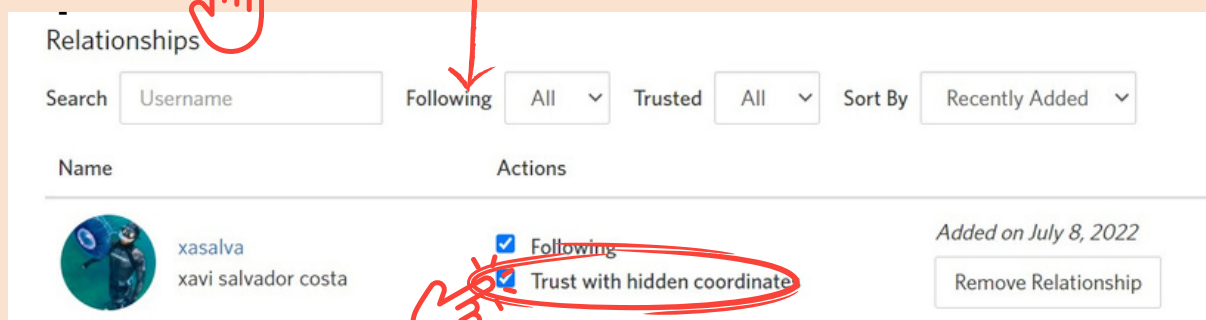 Relationships
Search Username Following All Trusted All Sort By Recently Added
Name Actions
xasalva Following Added on July 8, 2022
xavi salvador costa Trust with hidden coordinates Remove Relationship